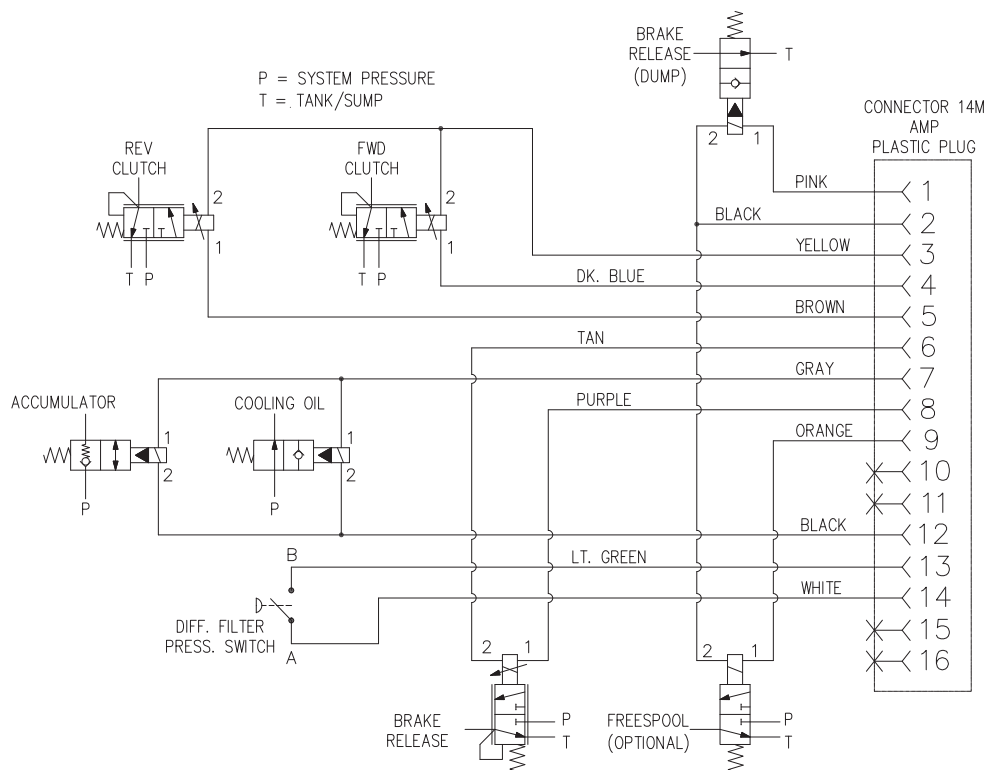 BRAKE
RELEASE
(DUMP)
T
P = SYSTEM PRESSURE
T = TANK/SUMP
2 1
CONNECTOR 14M
AMP
PLASTIC PLUG
REV
CLUTCH
2
1
T P
FWD
CLUTCH
2
1
T P
PINK 1
BLACK 2
YELLOW 3
DK. BLUE 4
BROWN 5
TAN 6
GRAY 7
PURPLE 8
ORANGE 9
10
11
BLACK 12
LT. GREEN 13
WHITE 14
15
16
ACCUMULATOR
1
2
P
COOLING OIL
1
2
P
B
DIFF. FILTER
PRESS. SWITCH
A
2 1
BRAKE
RELEASE
P
T
2 1
FREESPOOL
(OPTIONAL)
P
T